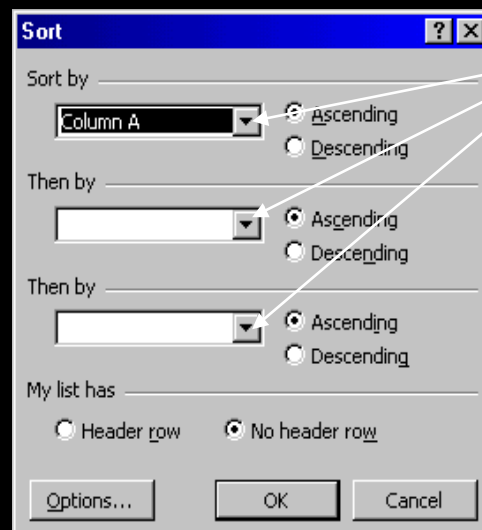 Sort
Sort by
Column A
Ascending
Descending
Then by
Ascending
Descending
Then by
Ascending
Descending
My list has
Header row
No header row
Options...
OK
Cancel